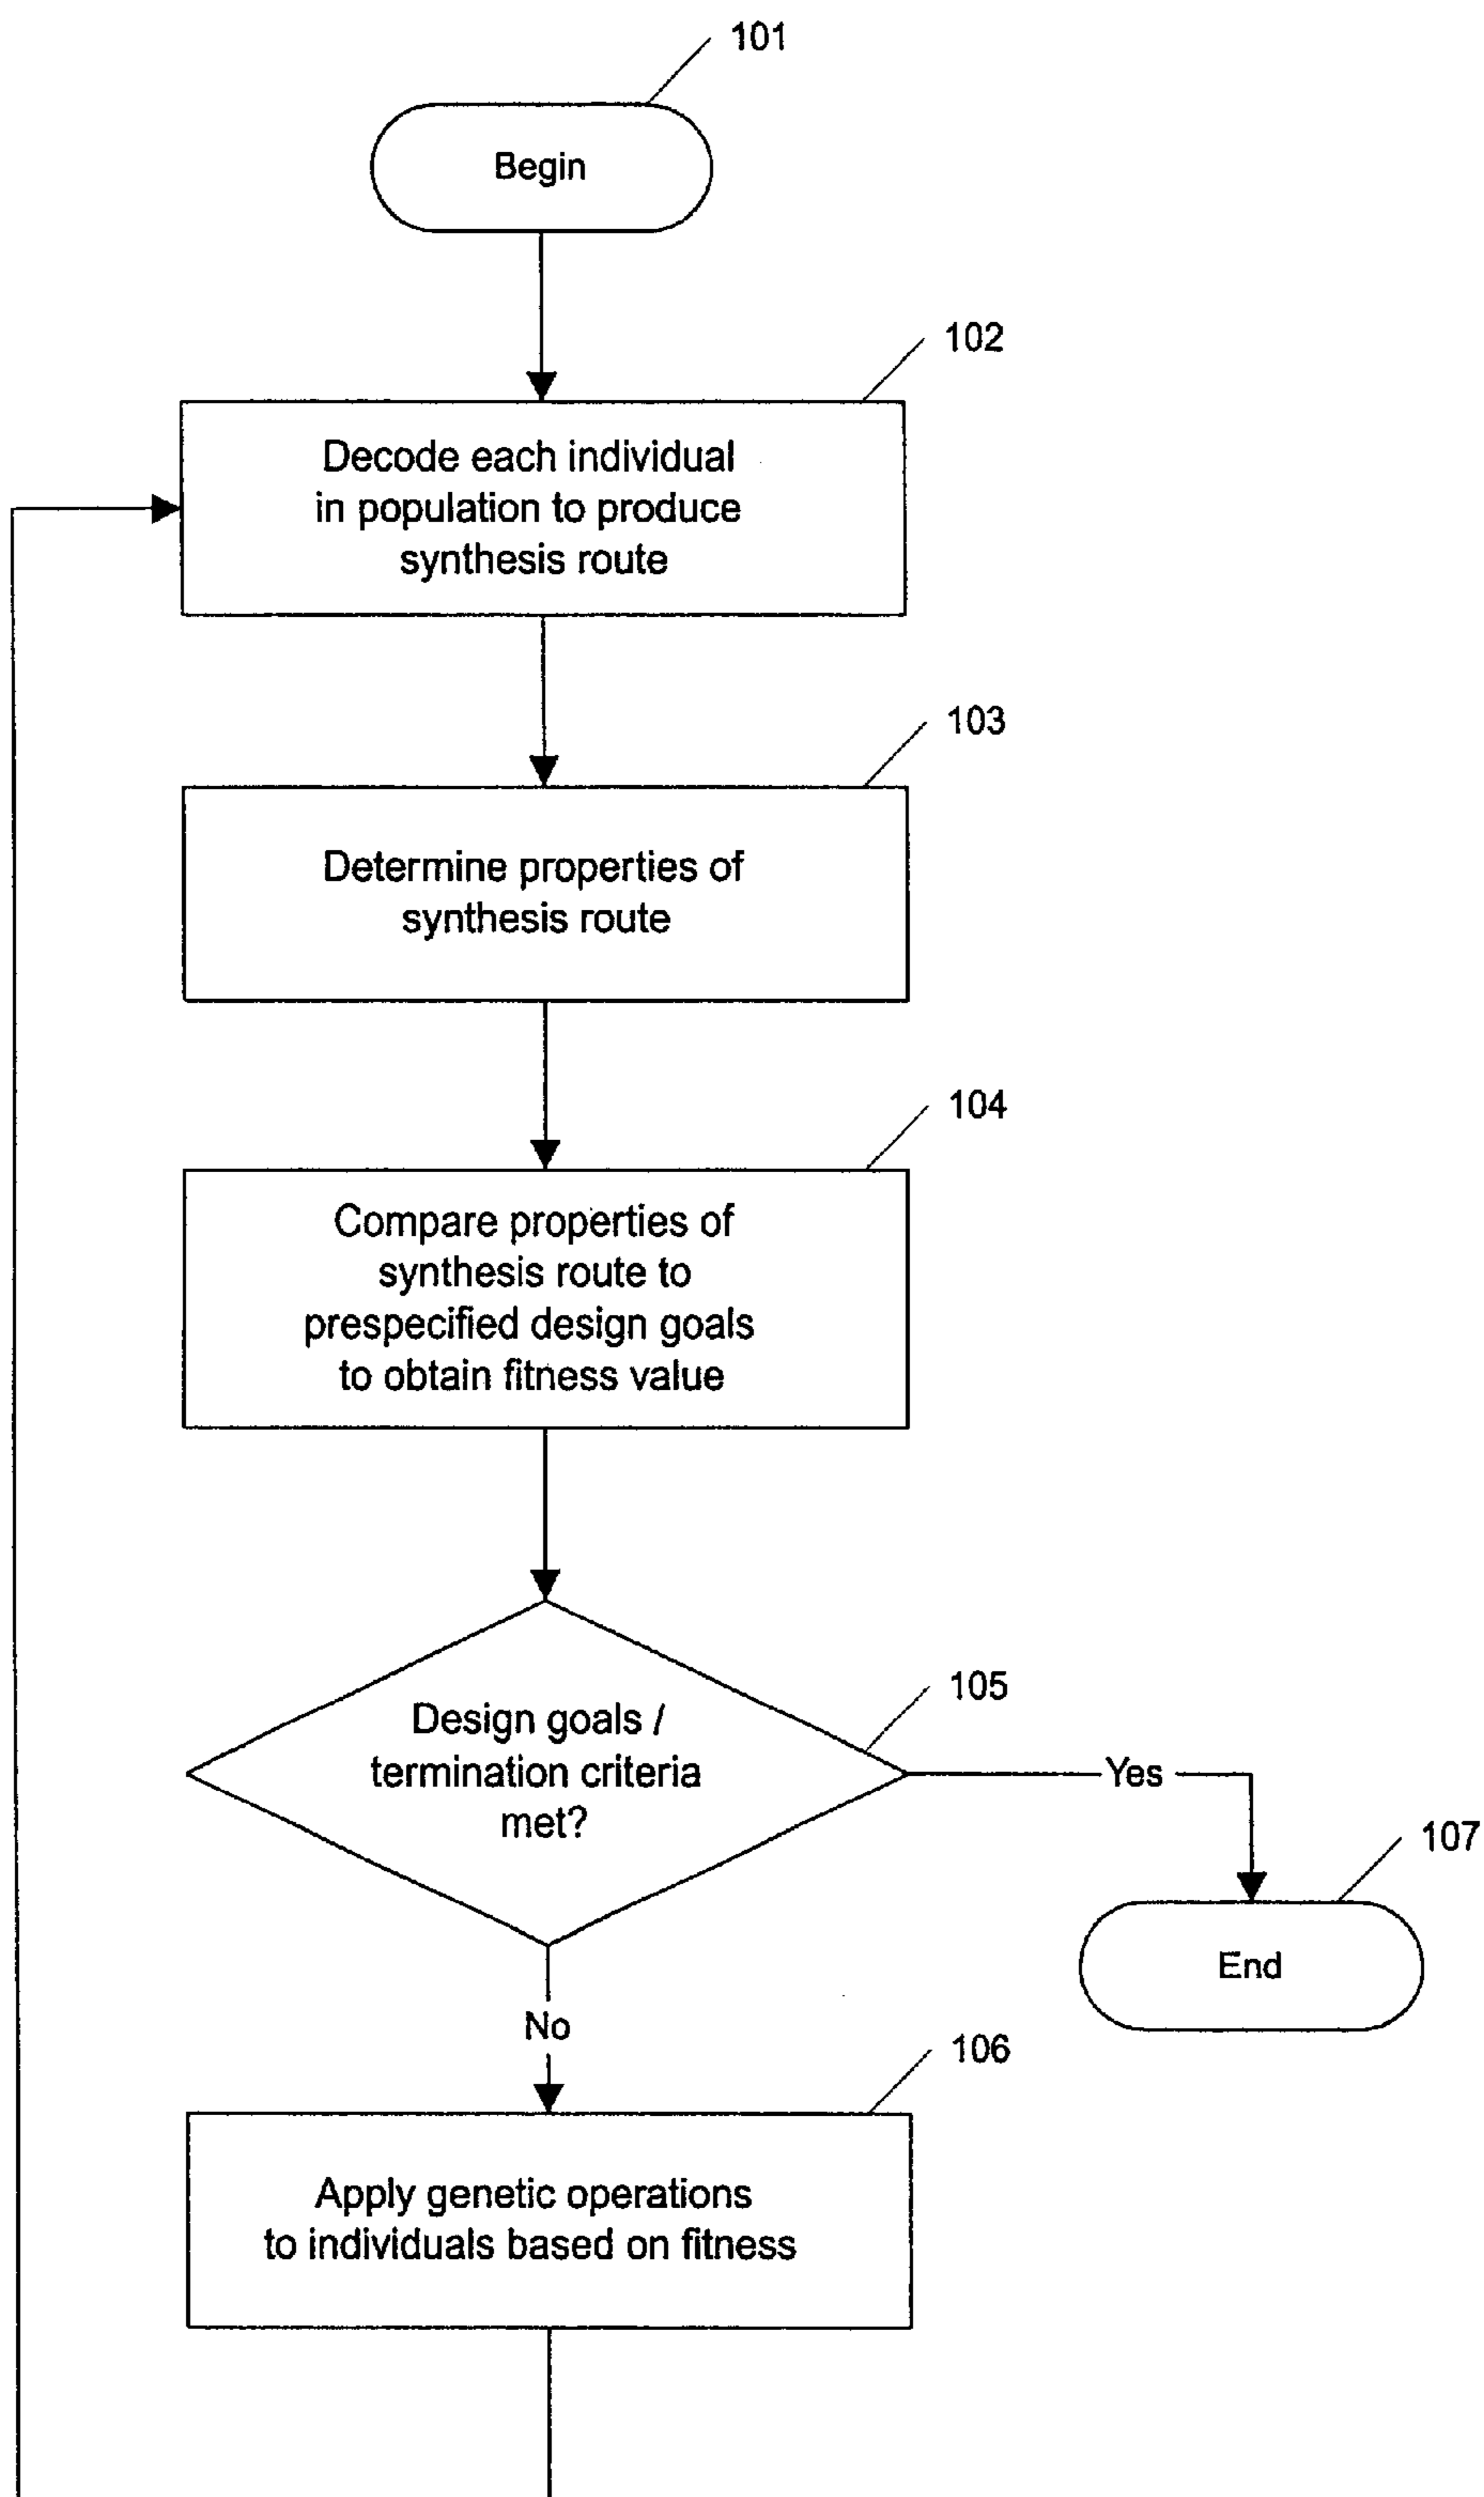 101
Begin
102
Decode each individual
in population to produce
synthesis route
103
Determine properties of
synthesis route
104
Compare properties of
synthesis route to
prespecified design goals
to obtain fitness value
105
Design goals /
termination criteria
met?
Yes
107
End
No
106
Apply genetic operations
to individuals based on fitness